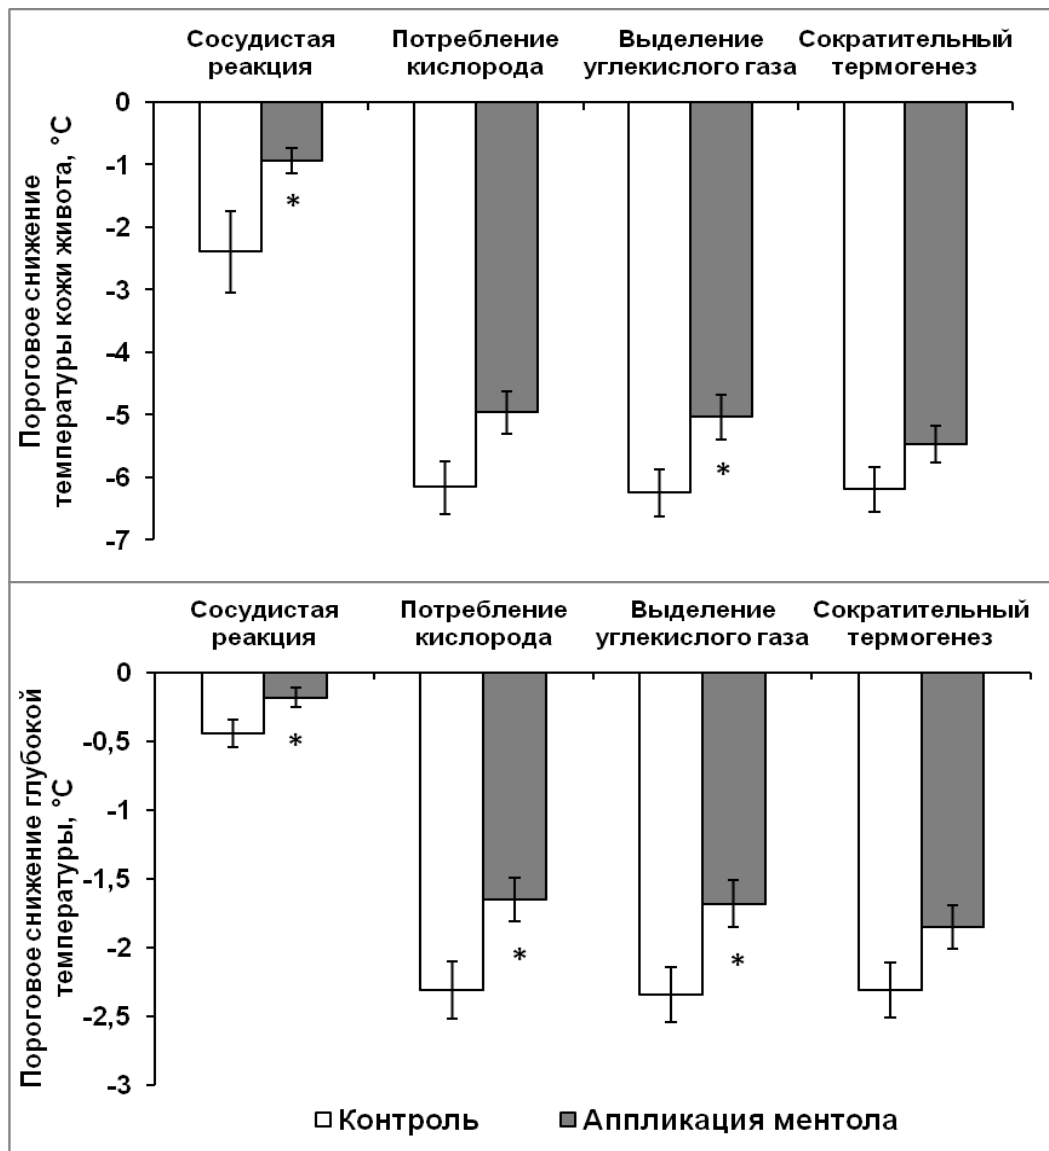 Сосудистая Потребление Выделение Сократительный
реакция кислорода углекислого газа термогенез
Пороговое снижение
температуры кожи живота, °С
0
-1
-2
-3
-4
-5
-6
-7
*
*
Сосудистая Потребление Выделение Сократительный
реакция кислорода углекислого газа термогенез
Пороговое снижение глубокой
температуры, °С
0
-0,5
-1
-1,5
-2
-2,5
-3
*
*
*
Контроль Аппликация ментола